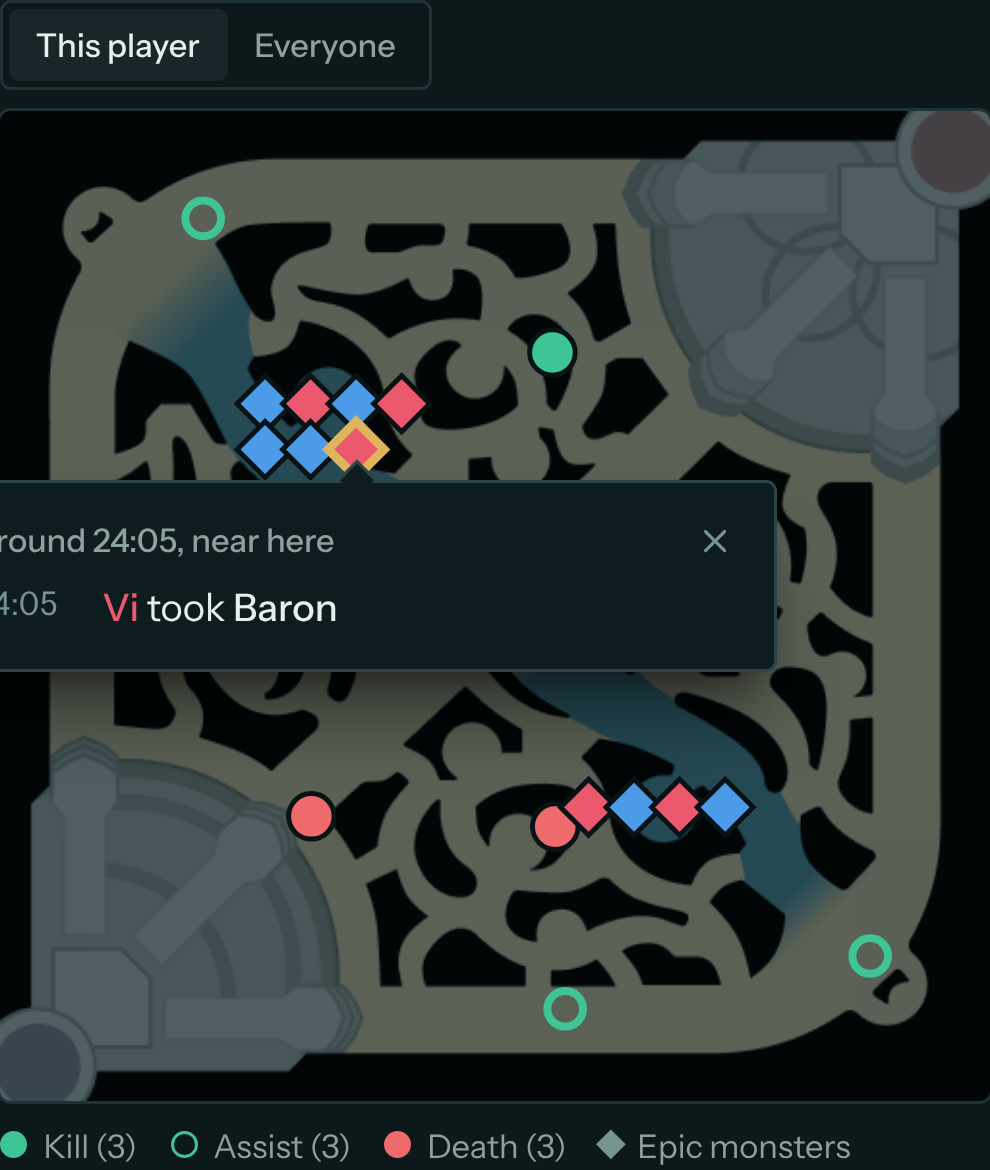 This player Everyone
round 24:05, near here
4:05 Vi took Baron
Kill (3) Assist (3) Death (3) Epic monsters